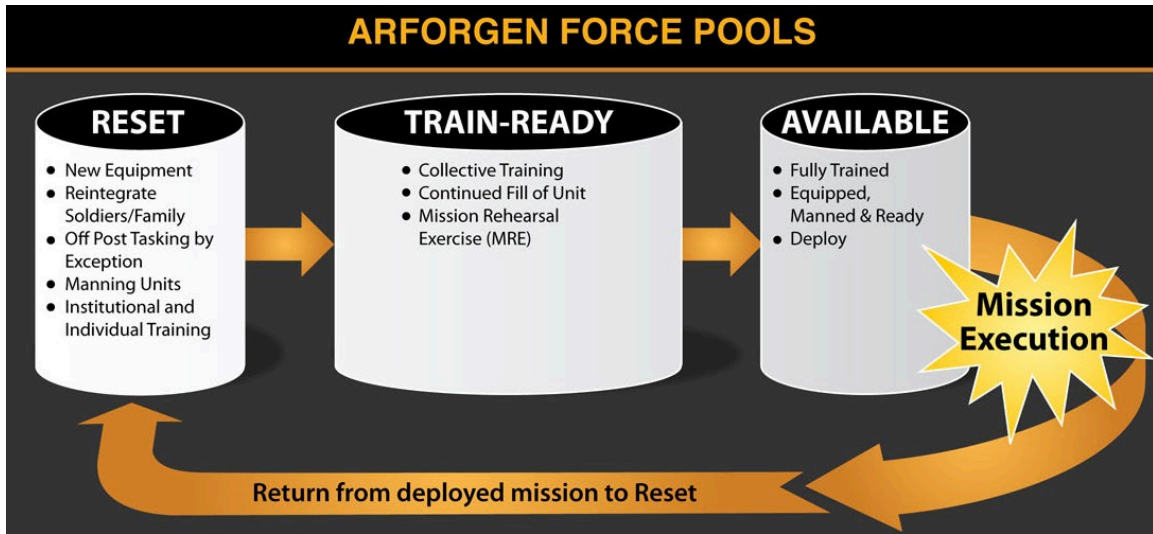 ARFORGEN FORCE POOLS
RESET
• New Equipment
• Reintegrate
Soldiers/Family
• Off Post Tasking by
Exception
• Manning Units
• Institutional and
Individual Training
TRAIN-READY
• Collective Training
• Continued Fill of Unit
• Mission Rehearsal
Exercise (MRE)
AVAILABLE
• Fully Trained
• Equipped,
Manned & Ready
• Deploy
Mission
Execution
Return from deployed mission to Reset